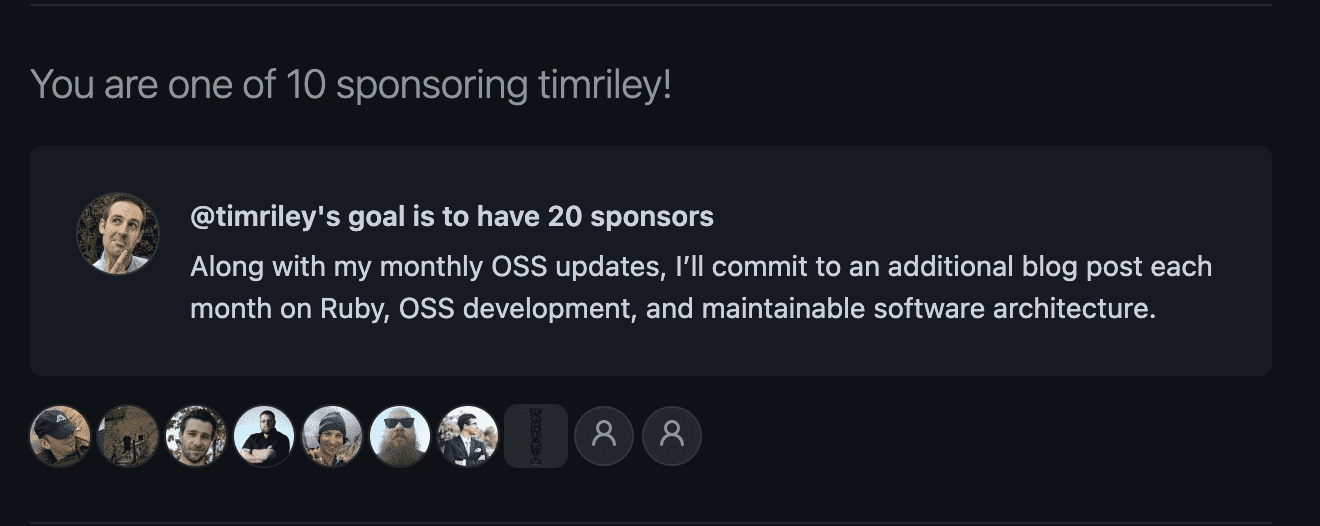 You are one of 10 sponsoring timriley!
@timriley's goal is to have 20 sponsors
Along with my monthly OSS updates, I’ll commit to an additional blog post each
month on Ruby, OSS development, and maintainable software architecture.